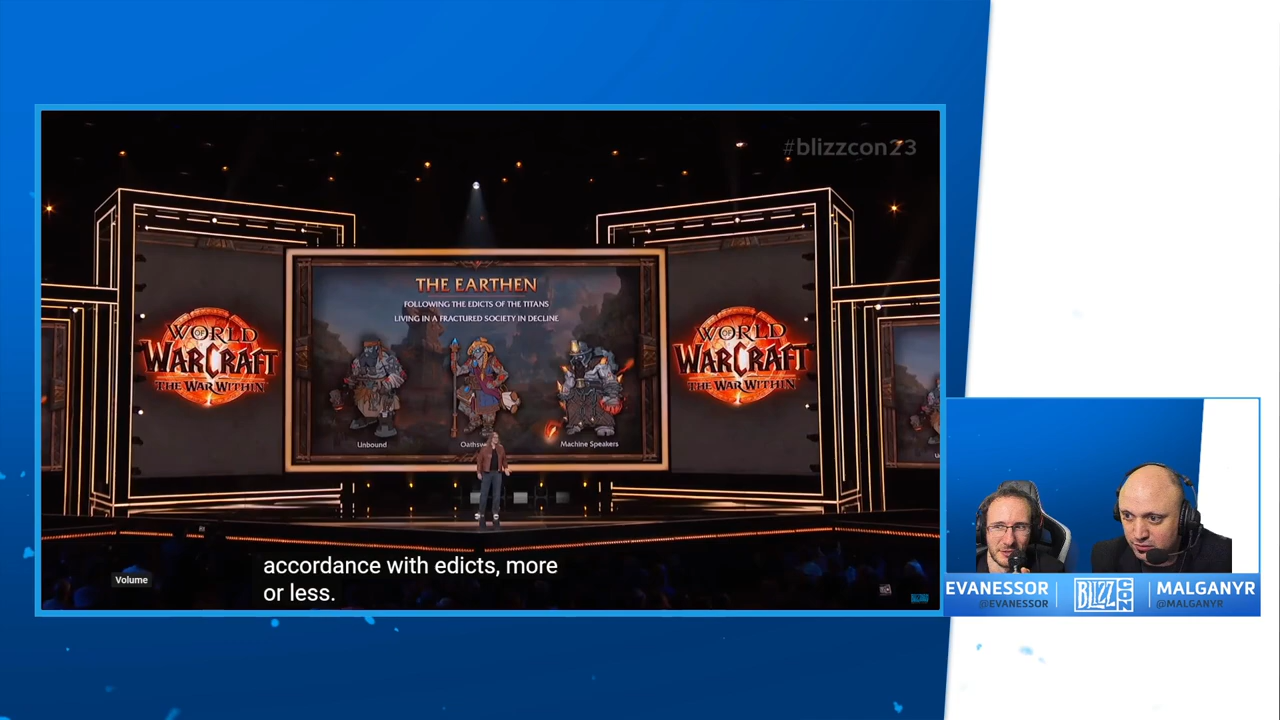 #blizzcon23
THE EARTHEN
FOLLOWING THE EDICTS OF THE TITANS
LIVING IN A FRACTURED SOCIETY IN DECLINE
WORLD OF WARCRAFT
THE WAR WITHIN
WORLD OF WARCRAFT
THE WAR WITHIN
Unbound
Oathsw
Machine Speakers
accordance with edicts, more
or less.
Volume
EVANESSOR
@EVANESSOR
BLIZZCON
MALGANYR
@MALGANYR